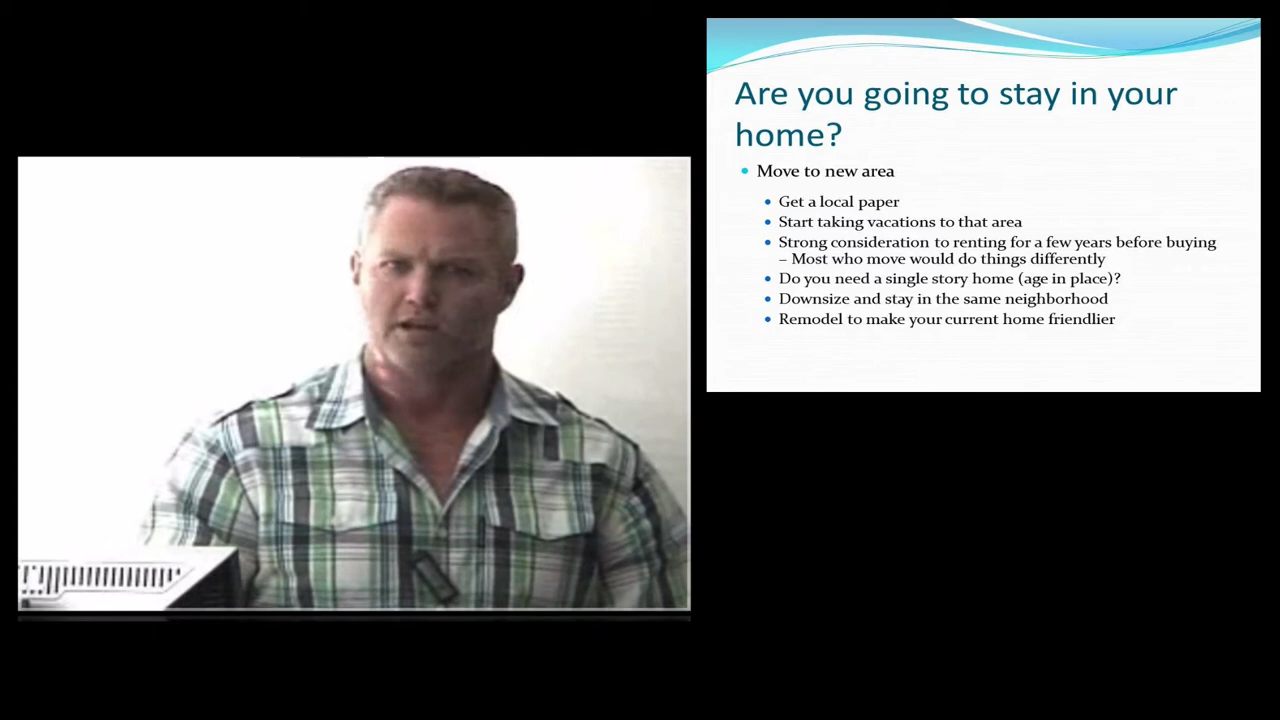 Are you going to stay in your
home?
Move to new area
Get a local paper
Start taking vacations to that area
Strong consideration to renting for a few years before buying
– Most who move would do things differently
Do you need a single story home (age in place)?
Downsize and stay in the same neighborhood
Remodel to make your current home friendlier